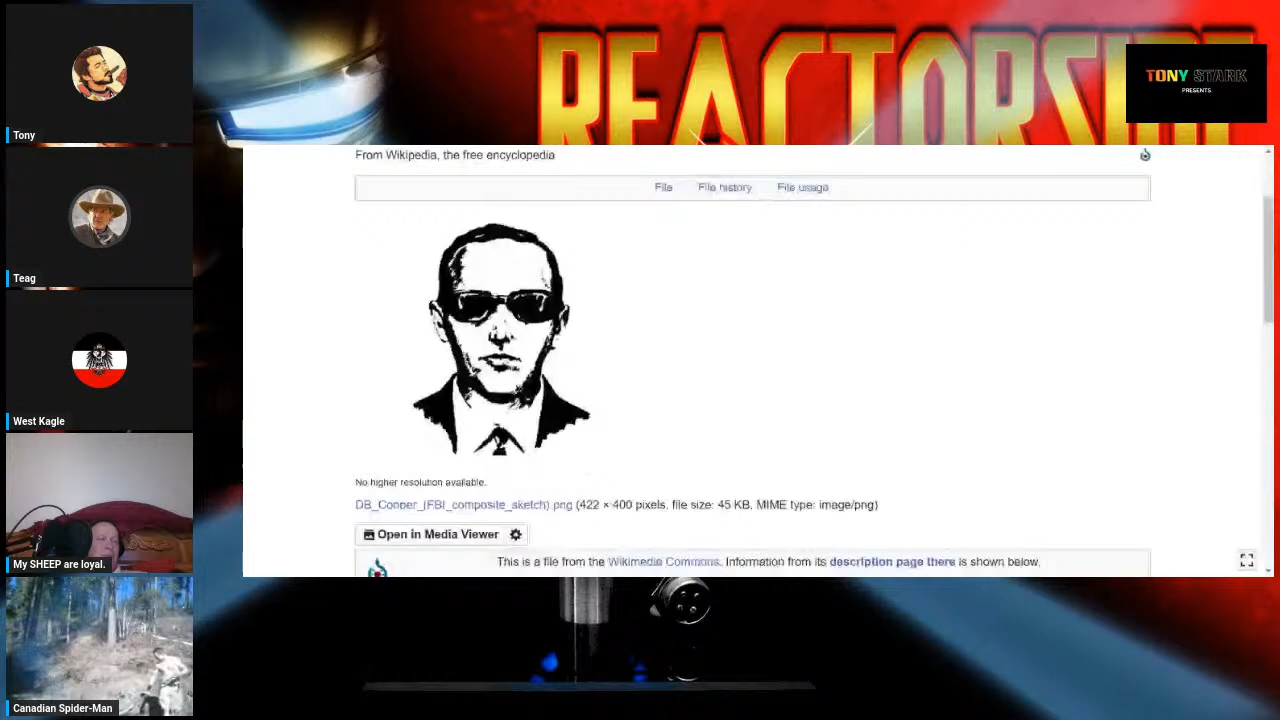 Tony
Teag
West Kagle
My SHEEP are loyal.
Canadian Spider-Man
TONY STARK
PRESENTS
From Wikipedia, the free encyclopedia
File File history File usage
No higher resolution available.
DB_Cooper_(FBI_composite_sketch).png (422 × 400 pixels, file size: 45 KB, MIME type: image/png)
Open in Media Viewer
This is a file from the Wikimedia Commons. Information from its description page there is shown below.